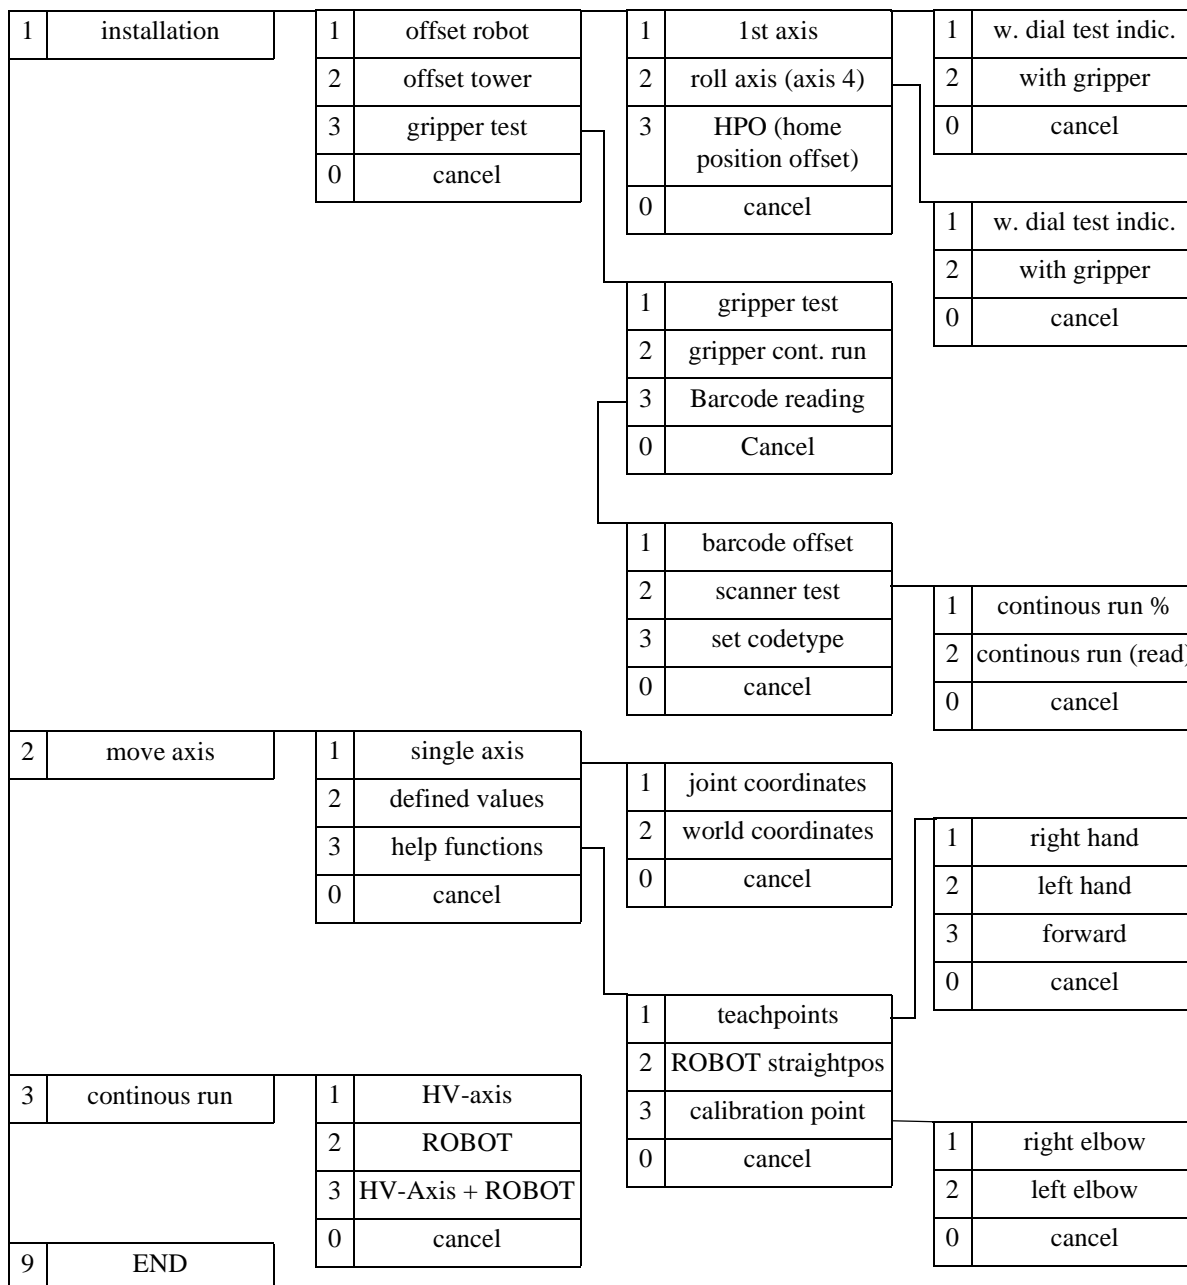 1 installation
1 offset robot
2 offset tower
3 gripper test
0 cancel
1 1st axis
2 roll axis (axis 4)
3 HPO (home
position offset)
0 cancel
1 w. dial test indic.
2 with gripper
0 cancel
1 w. dial test indic.
2 with gripper
0 cancel
1 gripper test
2 gripper cont. run
3 Barcode reading
0 Cancel
1 barcode offset
2 scanner test
3 set codetype
0 cancel
1 continous run %
2 continous run (read)
0 cancel
2 move axis
1 single axis
2 defined values
3 help functions
0 cancel
1 joint coordinates
2 world coordinates
0 cancel
1 right hand
2 left hand
3 forward
0 cancel
1 teachpoints
2 ROBOT straightpos
3 calibration point
0 cancel
1 right elbow
2 left elbow
0 cancel
3 continous run
1 HV-axis
2 ROBOT
3 HV-Axis + ROBOT
0 cancel
9 END